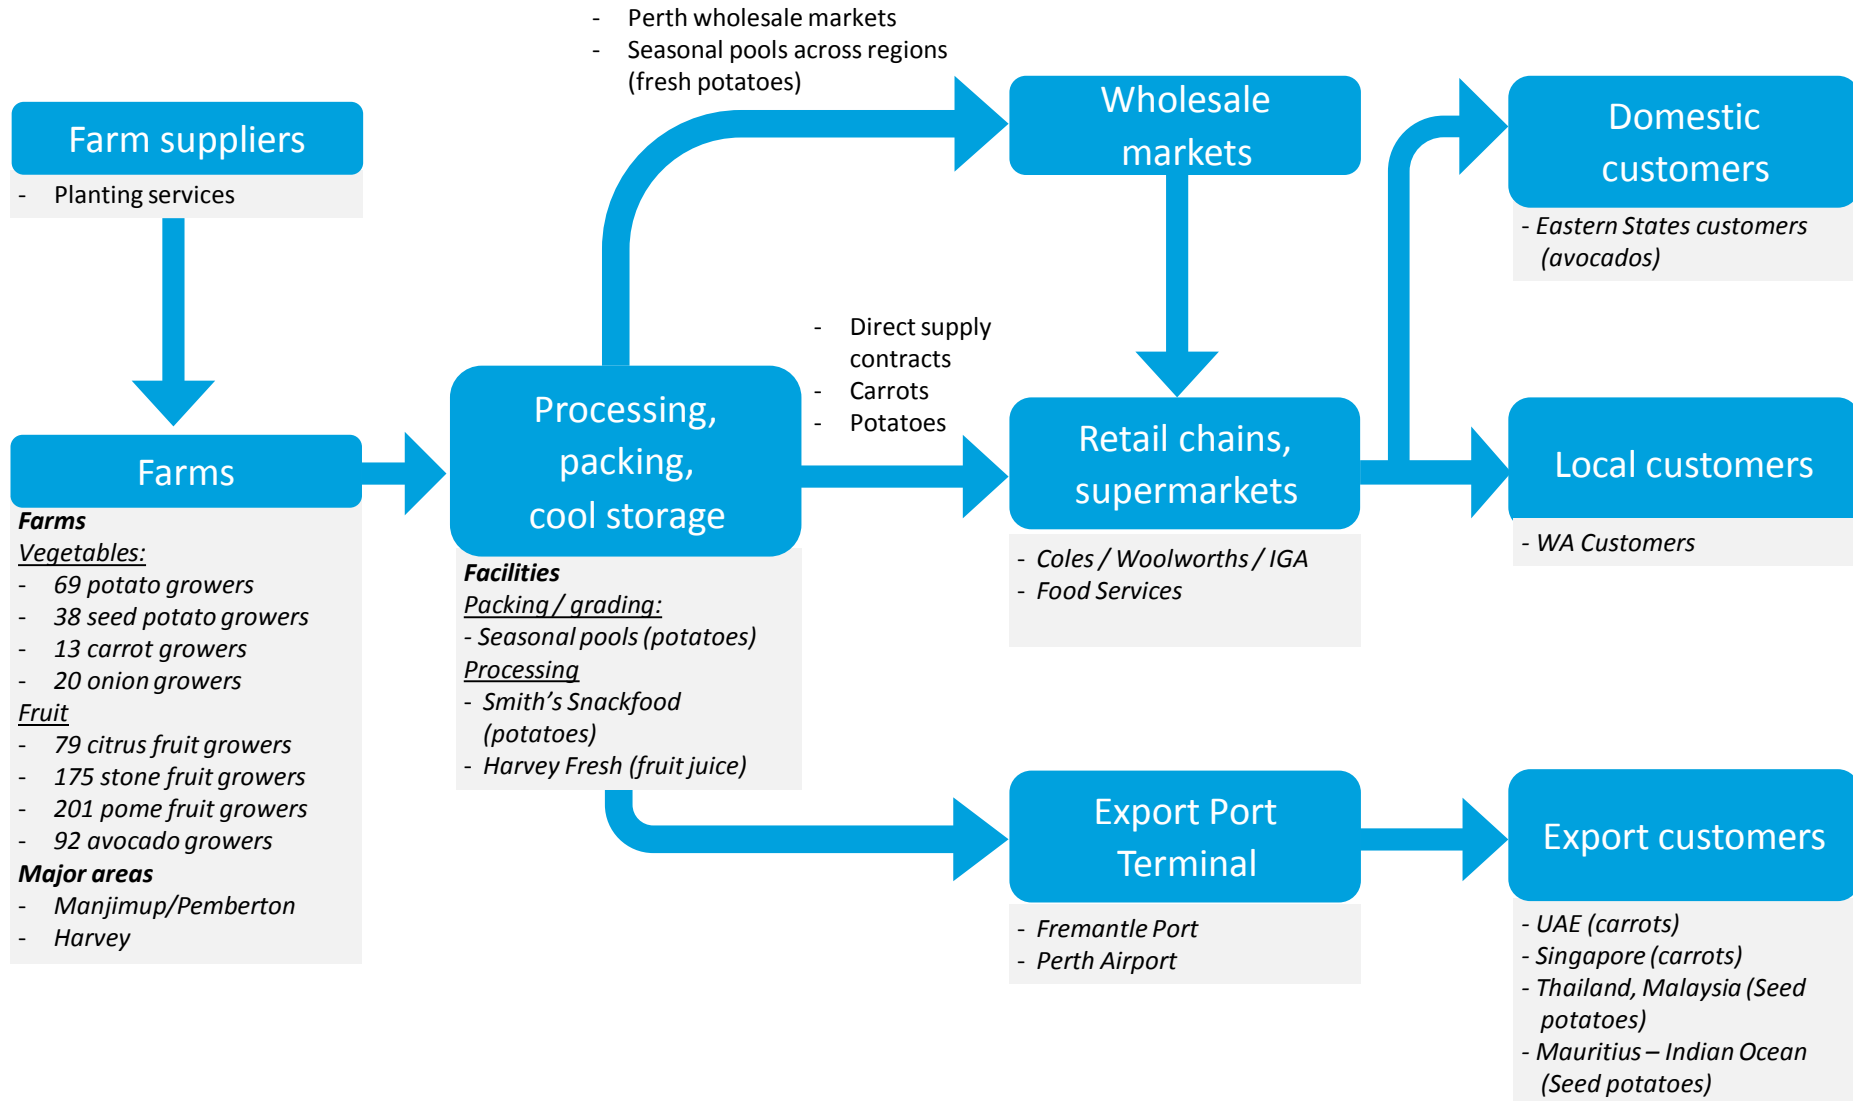 - Perth wholesale markets
- Seasonal pools across regions
(fresh potatoes)
Farm suppliers
- Planting services
Farms
Farms
Vegetables:
- 69 potato growers
- 38 seed potato growers
- 13 carrot growers
- 20 onion growers
Fruit
- 79 citrus fruit growers
- 175 stone fruit growers
- 201 pome fruit growers
- 92 avocado growers
Major areas
- Manjimup/Pemberton
- Harvey
Processing,
packing,
cool storage
Facilities
Packing / grading:
- Seasonal pools (potatoes)
Processing
- Smith's Snackfood
(potatoes)
- Harvey Fresh (fruit juice)
- Direct supply
contracts
- Carrots
- Potatoes
Wholesale
markets
Retail chains,
supermarkets
- Coles / Woolworths / IGA
- Food Services
Export Port
Terminal
- Fremantle Port
- Perth Airport
Domestic
customers
- Eastern States customers
(avocados)
Local customers
- WA Customers
Export customers
- UAE (carrots)
- Singapore (carrots)
- Thailand, Malaysia (Seed
potatoes)
- Mauritius – Indian Ocean
(Seed potatoes)